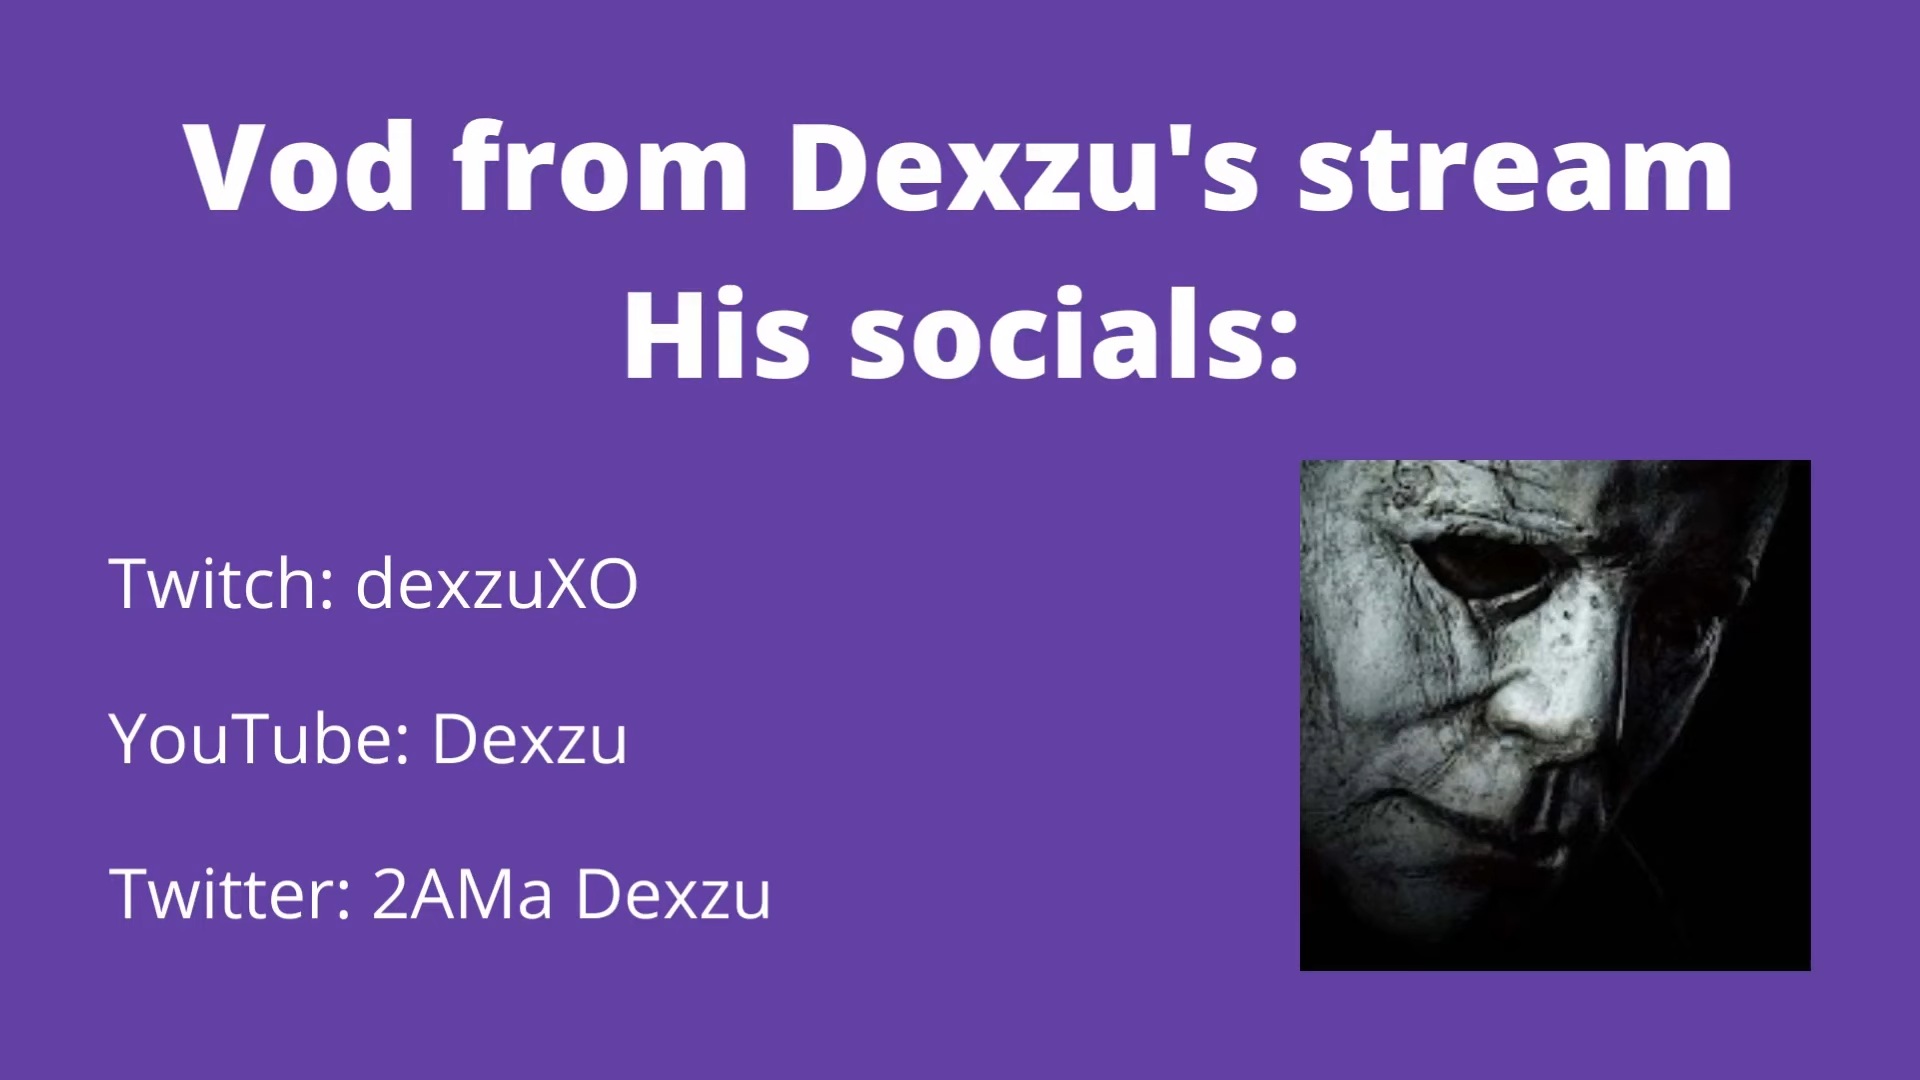 Vod from Dexzu's stream
His socials:
Twitch: dexzuXO
YouTube: Dexzu
Twitter: 2AMa Dexzu